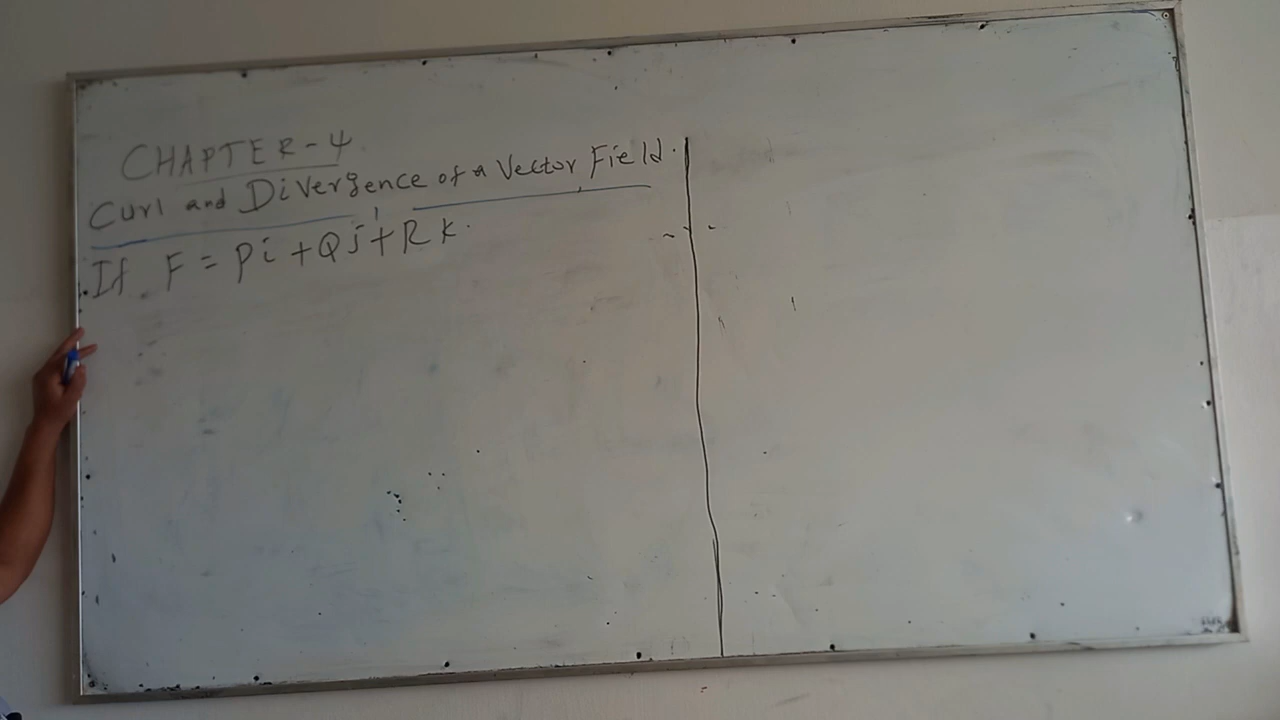 CHAPTER-4
Curl and Divergence of a Vector Field.
If F = Pi + Qj + Rk.